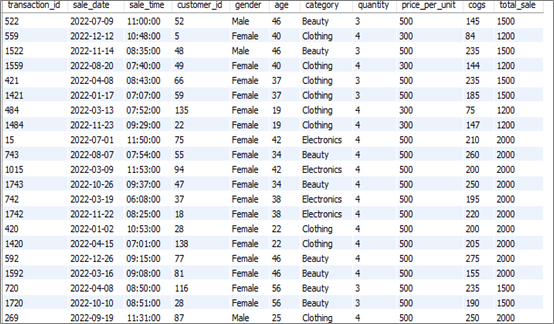 transaction_id sale_date sale_time customer_id gender age category quantity price_per_unit cogs total_sale
522 2022-07-09 11:00:00 52 Male 46 Beauty 3 500 145 1500
559 2022-12-12 10:48:00 5 Female 40 Clothing 4 300 84 1200
1522 2022-11-14 08:35:00 48 Male 46 Beauty 3 500 235 1500
1559 2022-08-20 07:40:00 49 Female 40 Clothing 4 300 144 1200
421 2022-04-08 08:43:00 66 Female 37 Clothing 3 500 235 1500
1421 2022-01-17 07:07:00 59 Female 37 Clothing 3 500 185 1500
484 2022-03-13 07:52:00 135 Female 19 Clothing 4 300 75 1200
1484 2022-11-23 09:29:00 22 Female 19 Clothing 4 300 147 1200
15 2022-07-01 11:50:00 75 Female 42 Electronics 4 500 210 2000
743 2022-08-07 07:54:00 55 Female 34 Beauty 4 500 260 2000
1015 2022-03-09 11:53:00 94 Female 42 Electronics 4 500 200 2000
1743 2022-10-26 09:37:00 47 Female 34 Beauty 4 500 250 2000
742 2022-03-19 06:08:00 37 Female 38 Electronics 4 500 195 2000
1742 2022-11-22 08:25:00 18 Female 38 Electronics 4 500 220 2000
420 2022-01-02 10:53:00 28 Female 22 Clothing 4 500 200 2000
1420 2022-04-15 07:01:00 138 Female 22 Clothing 4 500 205 2000
592 2022-12-26 09:15:00 77 Female 46 Beauty 4 500 275 2000
1592 2022-03-16 09:08:00 81 Female 46 Beauty 4 500 155 2000
720 2022-04-08 08:50:00 116 Female 56 Beauty 3 500 235 1500
1720 2022-10-10 08:51:00 28 Female 56 Beauty 3 500 190 1500
269 2022-09-19 11:31:00 87 Male 25 Clothing 4 500 250 2000